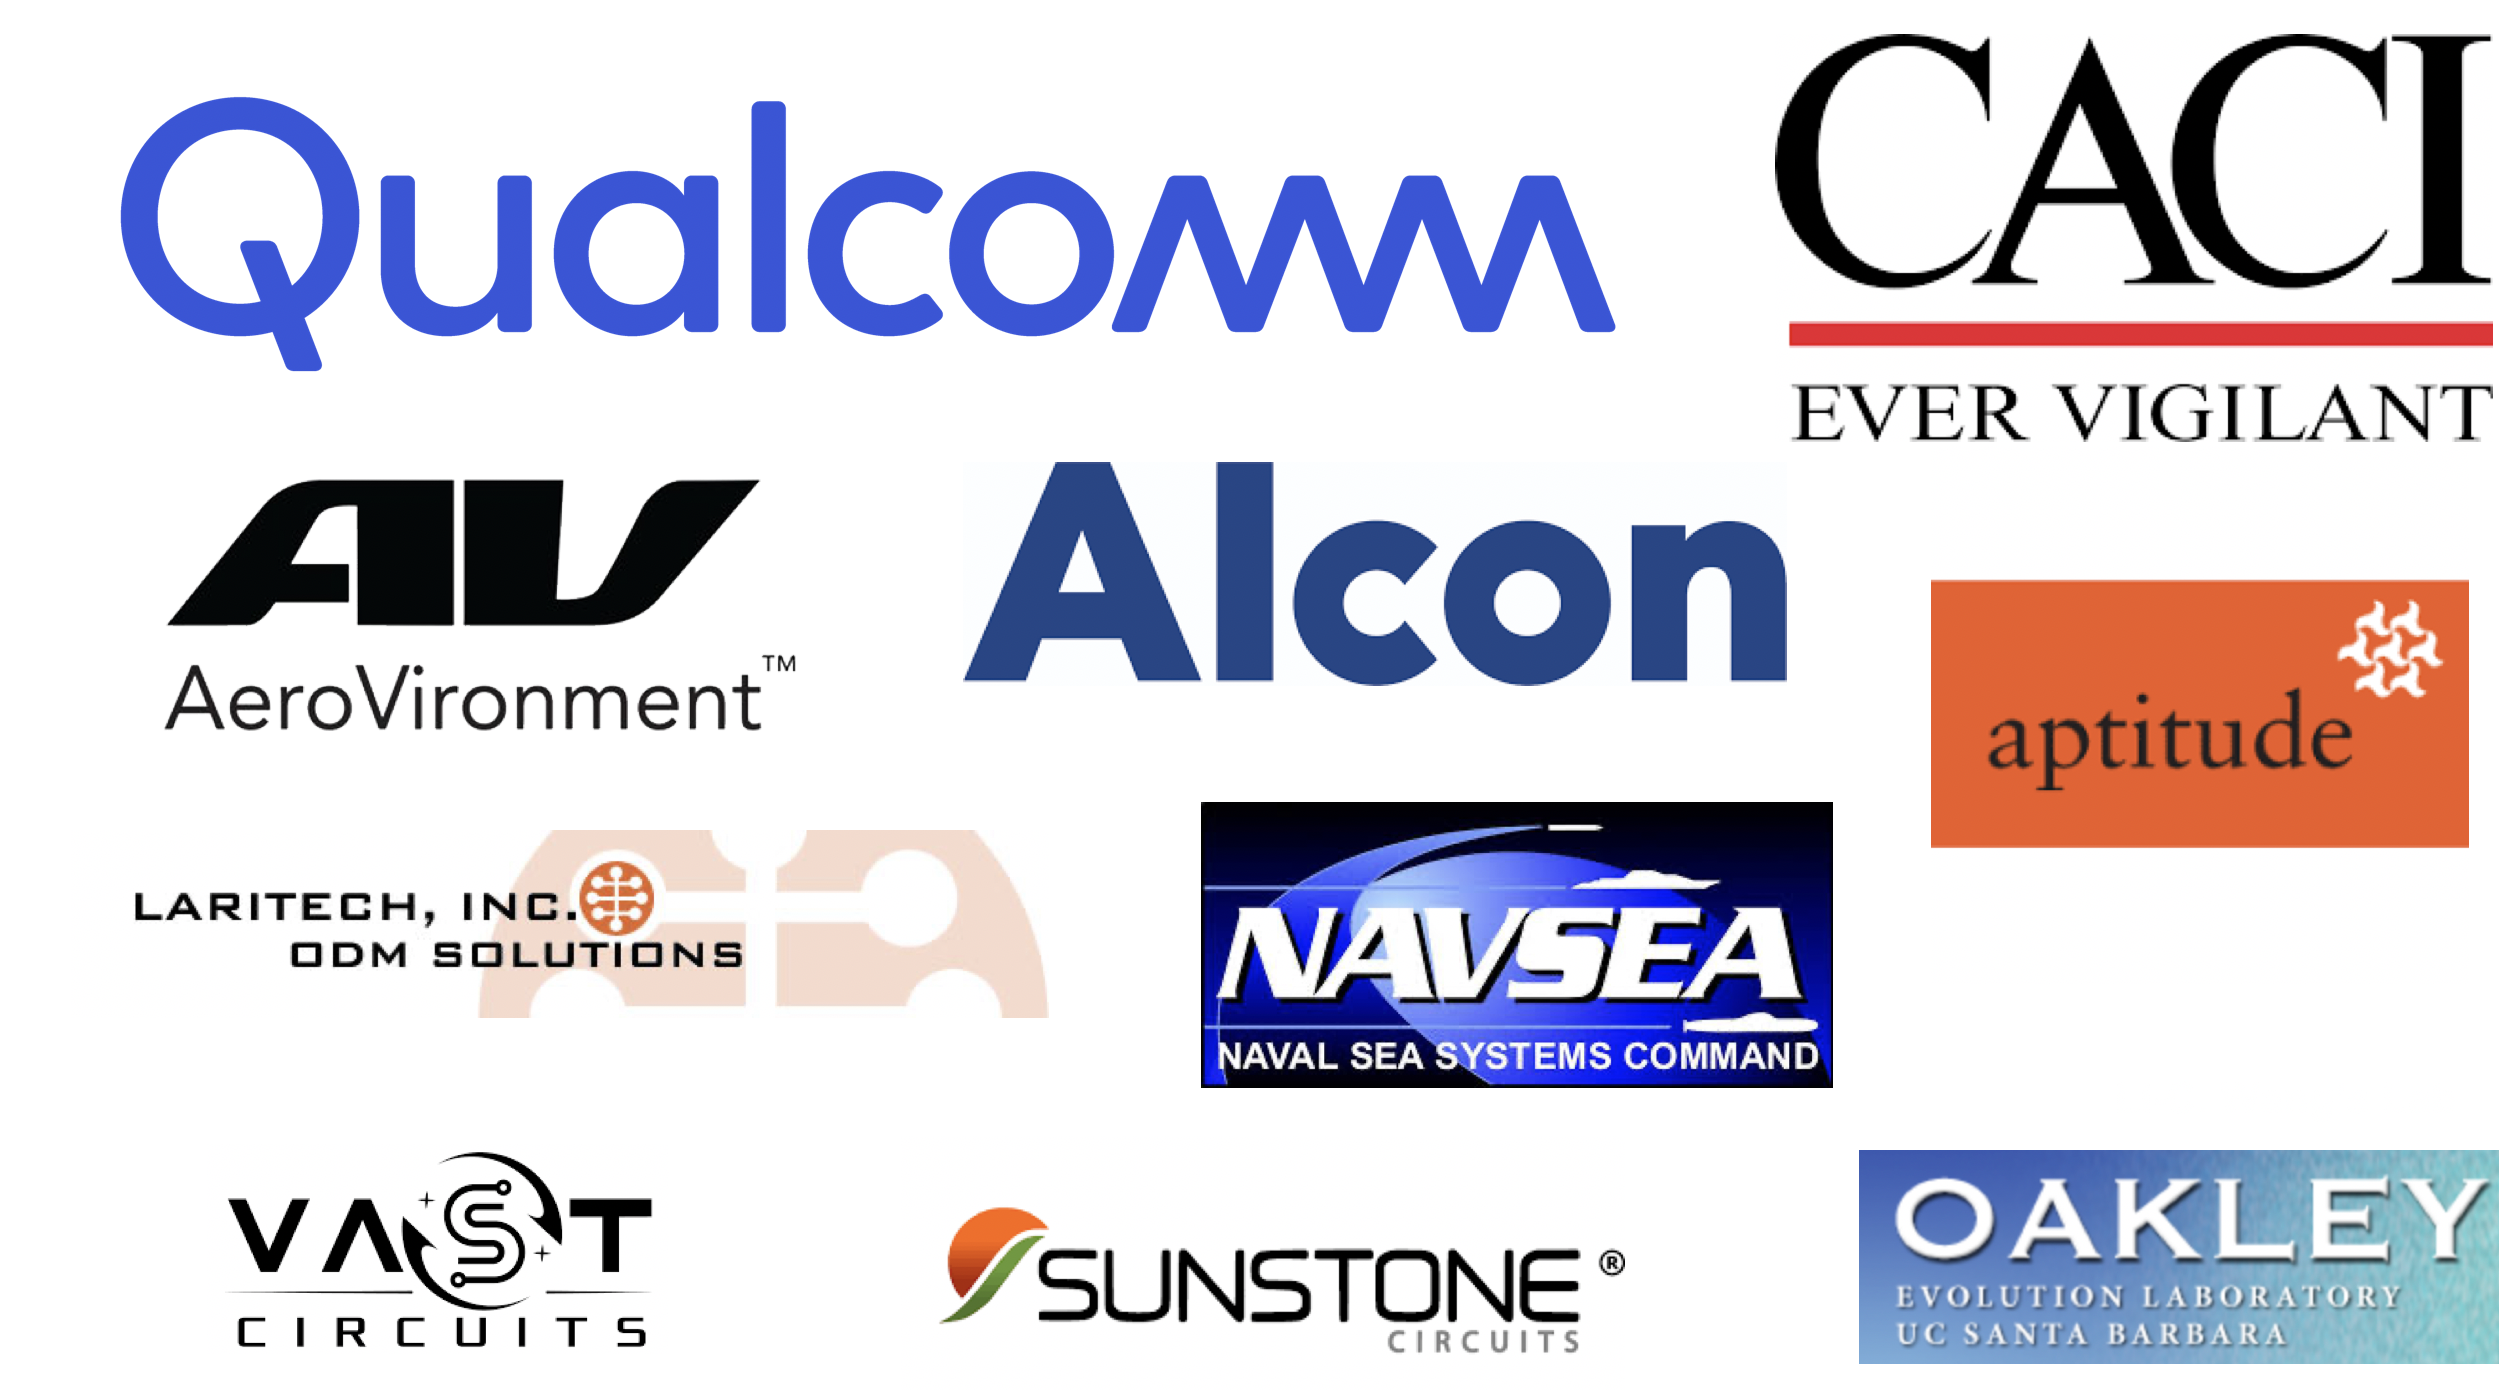 Qualcomm
CACI
EVER VIGILANT
AV
AeroVironment™
Alcon
aptitude
LARITECH, INC.
ODM SOLUTIONS
NAVSEA
NAVAL SEA SYSTEMS COMMAND
VAST
CIRCUITS
SUNSTONE®
CIRCUITS
OAKLEY
EVOLUTION LABORATORY
UC SANTA BARBARA